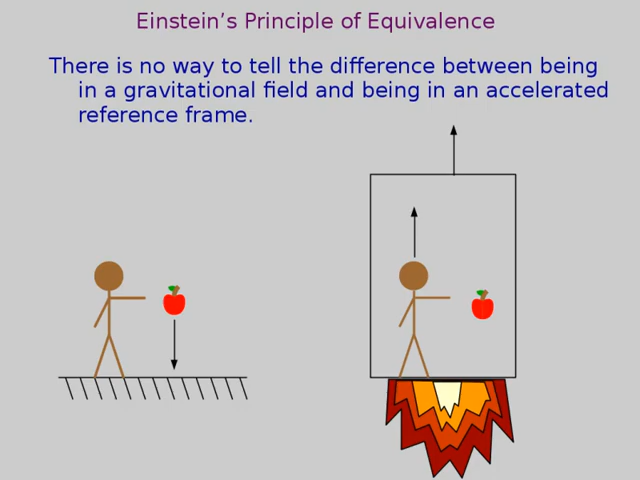 Einstein’s Principle of Equivalence
There is no way to tell the difference between being
in a gravitational field and being in an accelerated
reference frame.